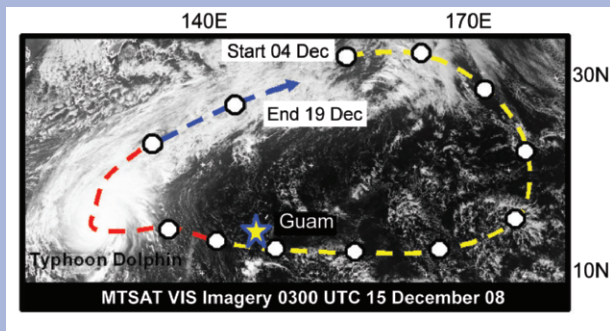 140E 170E
Start 04 Dec
30N
End 19 Dec
Guam
Typhoon Dolphin
10N
MTSAT VIS Imagery 0300 UTC 15 December 08